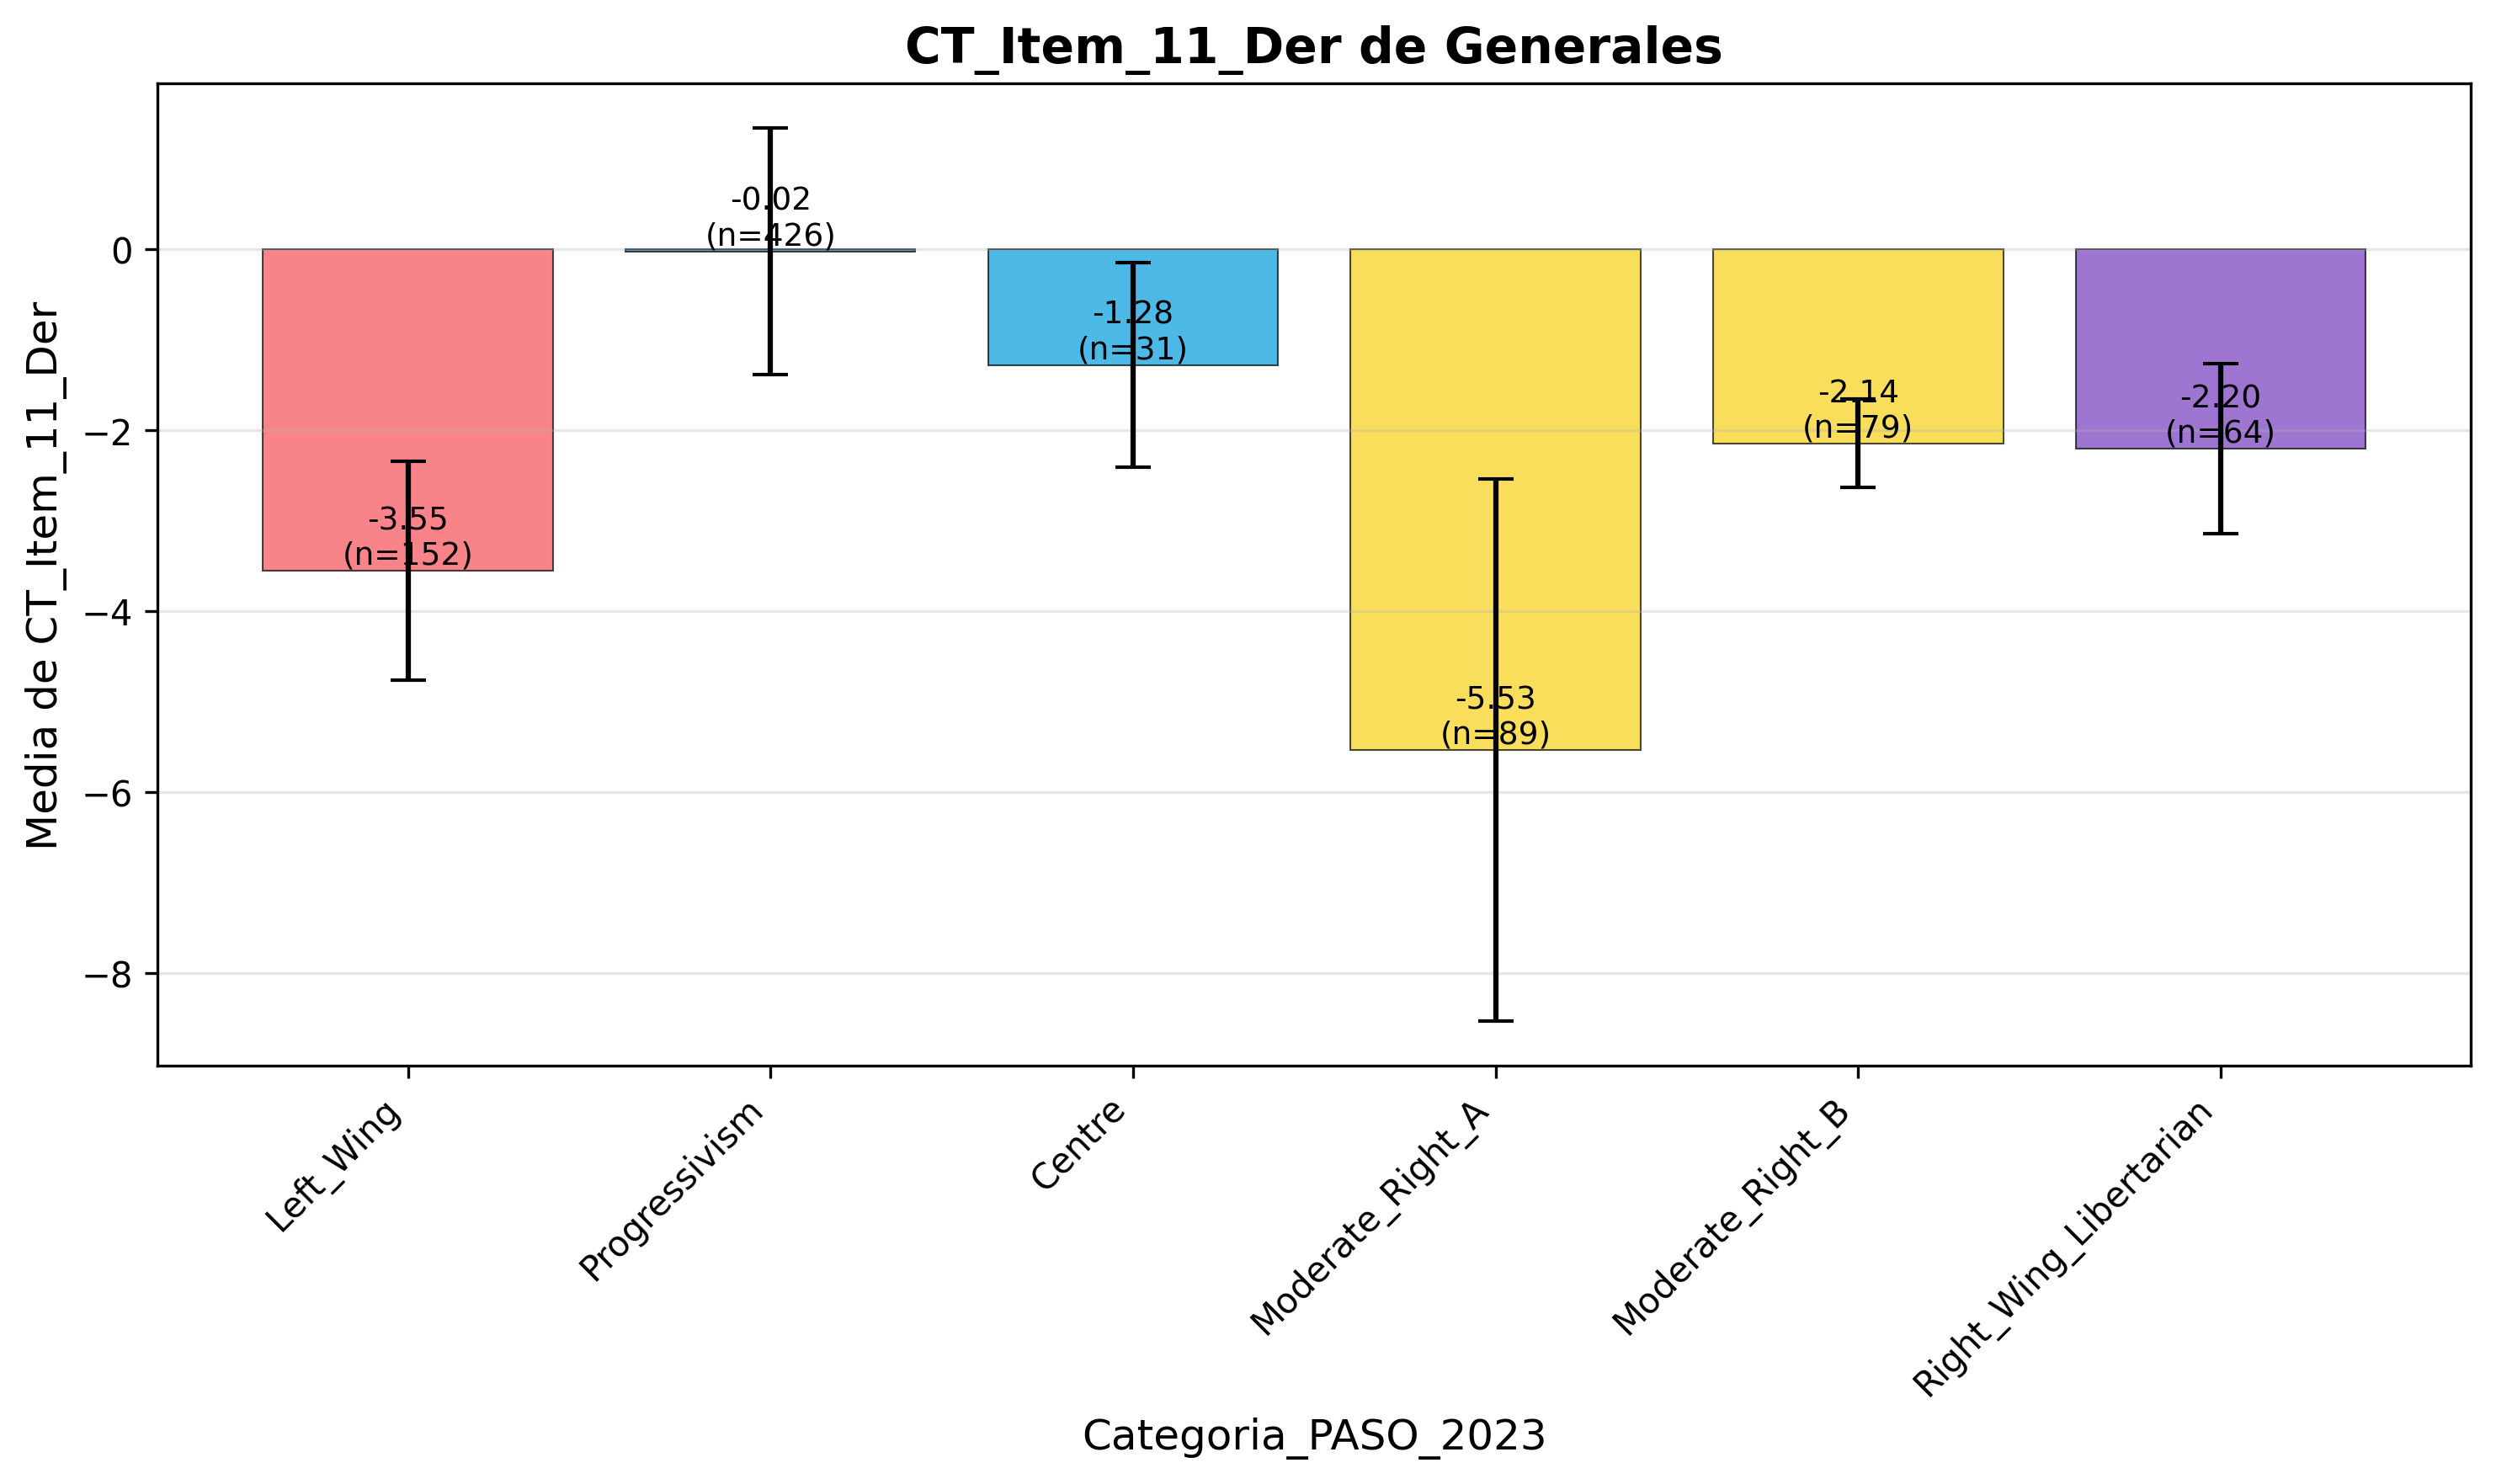 CT_Item_11_Der de Generales
Media de CT_Item_11_Der
0
−2
−4
−6
−8
-3.55
(n=152)
-0.02
(n=426)
-1.28
(n=31)
-5.53
(n=89)
-2.14
(n=79)
-2.20
(n=64)
Left_Wing
Progressivism
Centre
Moderate_Right_A
Moderate_Right_B
Right_Wing_Libertarian
Categoria_PASO_2023